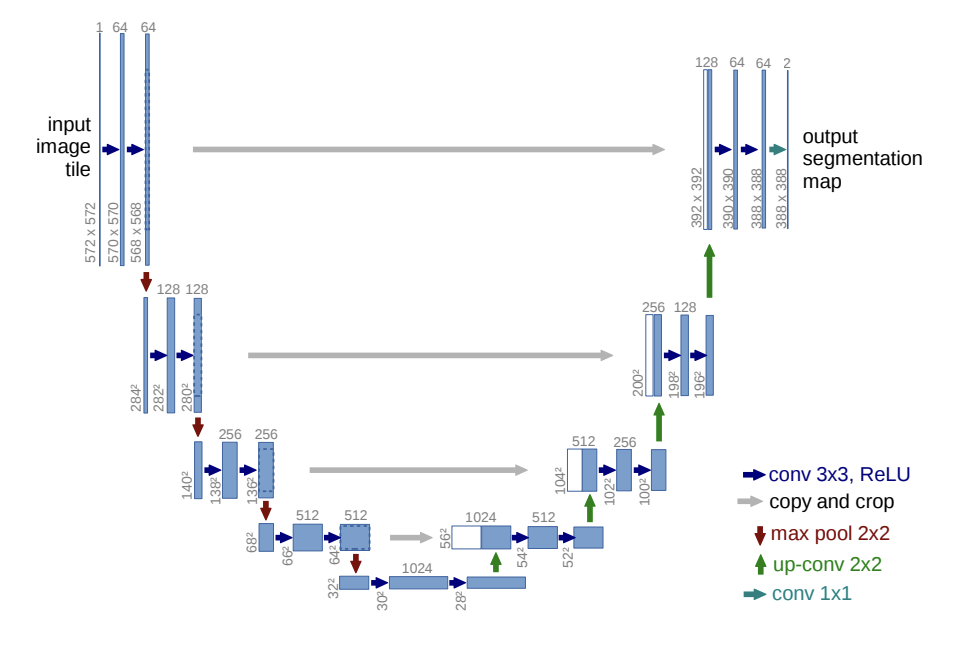 1 64 64
input
image
tile
572 x 572
570 x 570
568 x 568
128 64 64 2
output
segmentation
map
392 x 392
390 x 390
388 x 388
388 x 388
128 128
284²
282²
280²
256 128
200²
198²
196²
256 256
140²
138²
136²
512 256
104²
102²
100²
512 512
68²
66²
64²
1024 512
56²
54²
52²
1024
32²
30²
28²
conv 3x3, ReLU
copy and crop
max pool 2x2
up-conv 2x2
conv 1x1